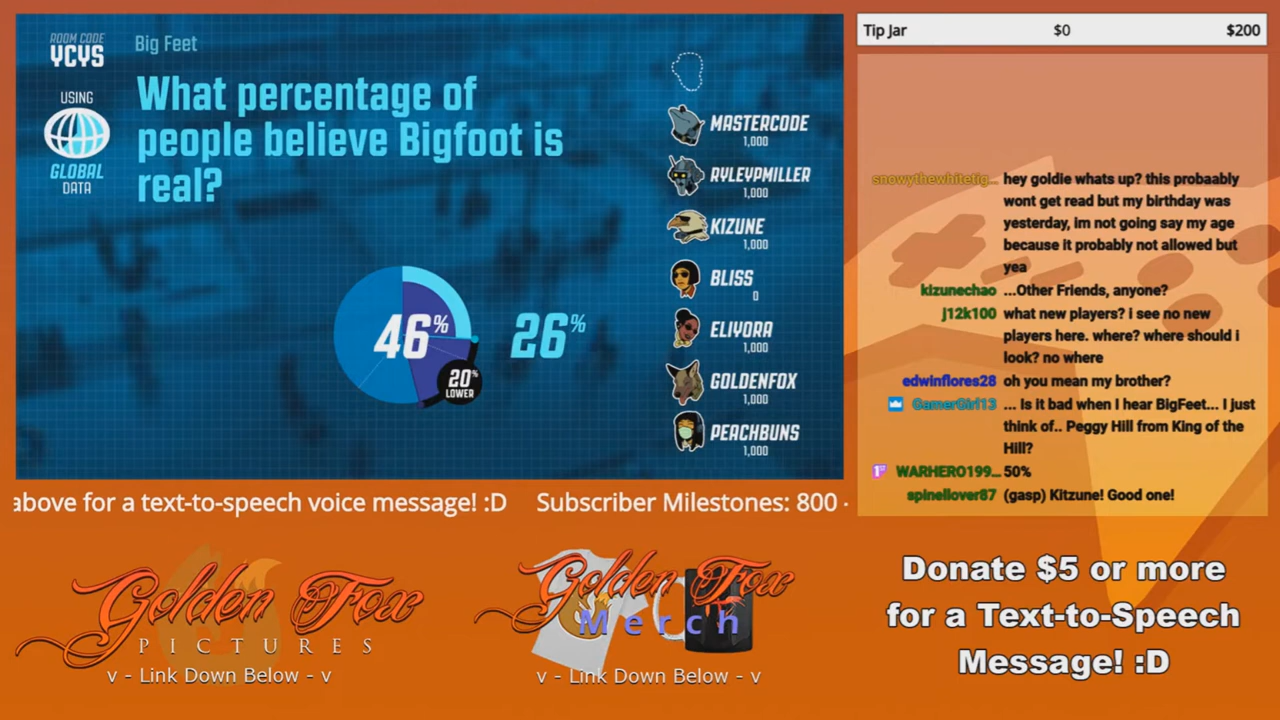 ROOM CODE
YCYS
USING
GLOBAL
DATA
Big Feet
What percentage of
people believe Bigfoot is
real?
46%
20%
LOWER
26%
MASTERCODE
1,000
RYLEYPMILLER
1,000
KIZUNE
1,000
BLISS
0
ELIYORA
1,000
GOLDENFOX
1,000
PEACHBUNS
1,000
Tip Jar $0 $200
snowythewhitetig... hey goldie whats up? this probaably
wont get read but my birthday was
yesterday, im not going say my age
because it probably not allowed but
yea
kizunechao ...Other Friends, anyone?
j12k100 what new players? i see no new
players here. where? where should i
look? no where
edwinflores28 oh you mean my brother?
GamerGirl13 ... Is it bad when I hear BigFeet... I just
think of.. Peggy Hill from King of the
Hill?
WARHERO199... 50%
spinellover87 (gasp) Kitzune! Good one!
above for a text-to-speech voice message! :D Subscriber Milestones: 800 -
Golden Fox
PICTURES
v - Link Down Below - v
Golden Fox
Merch
v - Link Down Below - v
Donate $5 or more
for a Text-to-Speech
Message! :D